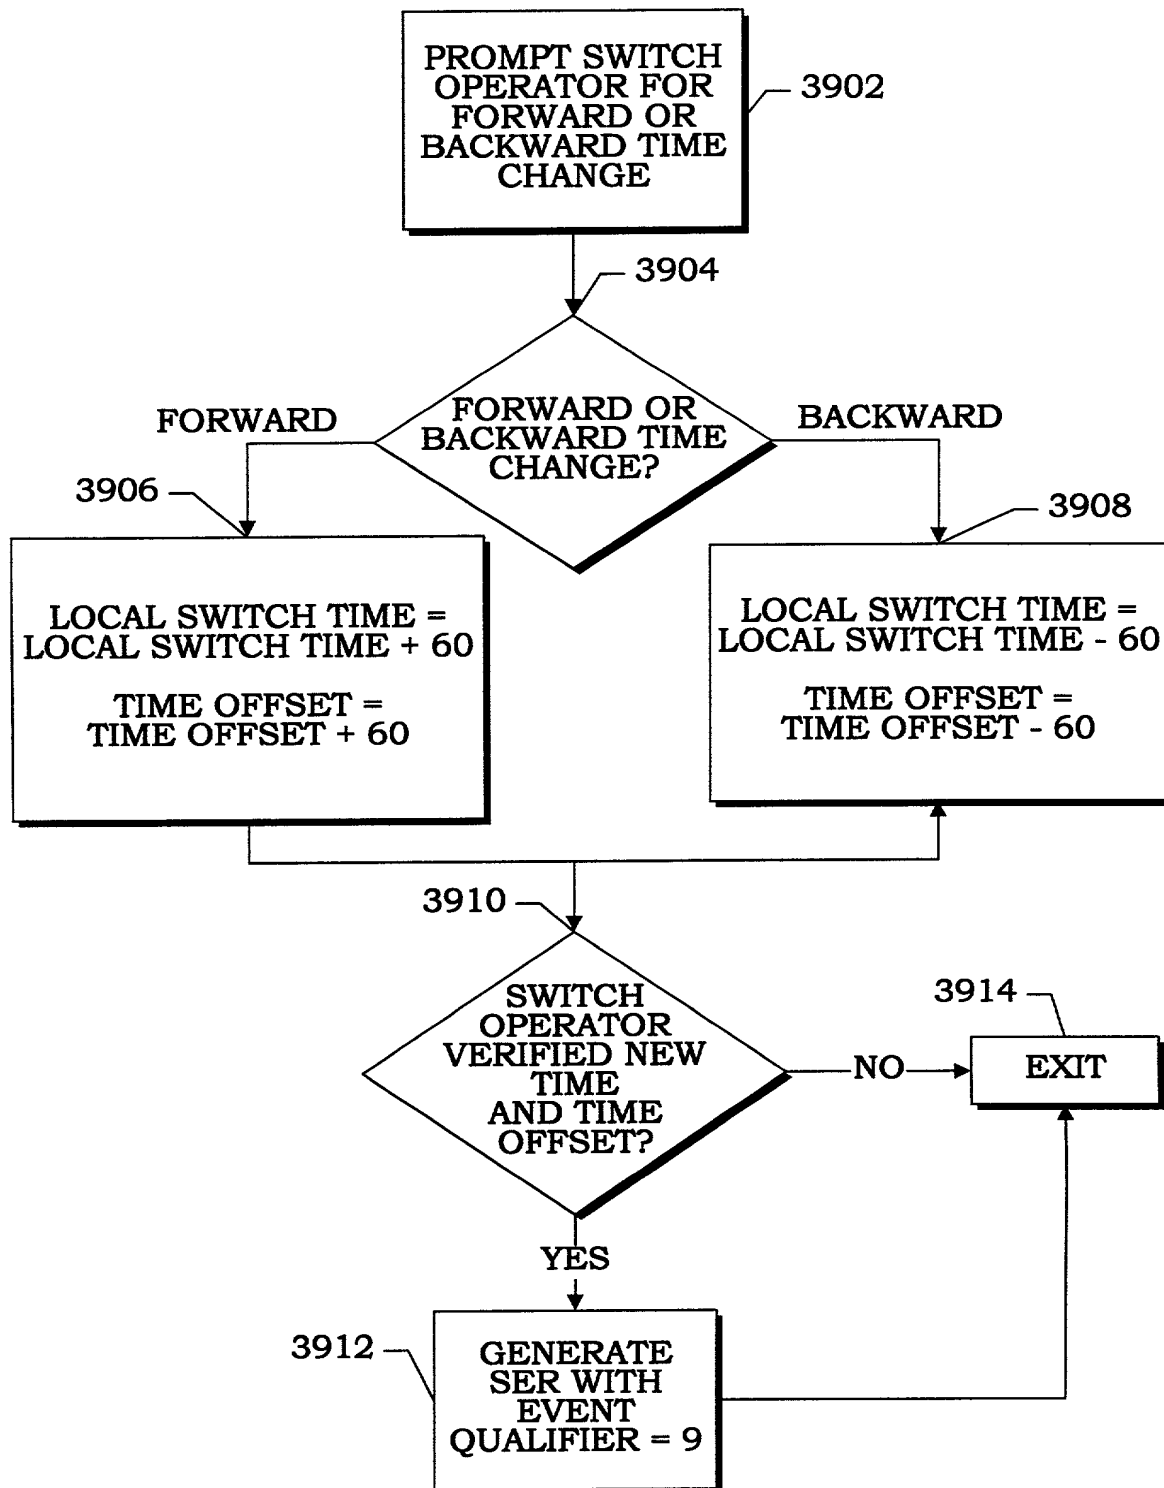 PROMPT SWITCH
OPERATOR FOR
FORWARD OR
BACKWARD TIME
CHANGE
3902
3904
FORWARD
FORWARD OR
BACKWARD TIME
CHANGE?
BACKWARD
3906
3908
LOCAL SWITCH TIME =
LOCAL SWITCH TIME + 60
TIME OFFSET =
TIME OFFSET + 60
LOCAL SWITCH TIME =
LOCAL SWITCH TIME - 60
TIME OFFSET =
TIME OFFSET - 60
3910
SWITCH
OPERATOR
VERIFIED NEW
TIME
AND TIME
OFFSET?
NO
3914
EXIT
YES
3912
GENERATE
SER WITH
EVENT
QUALIFIER = 9